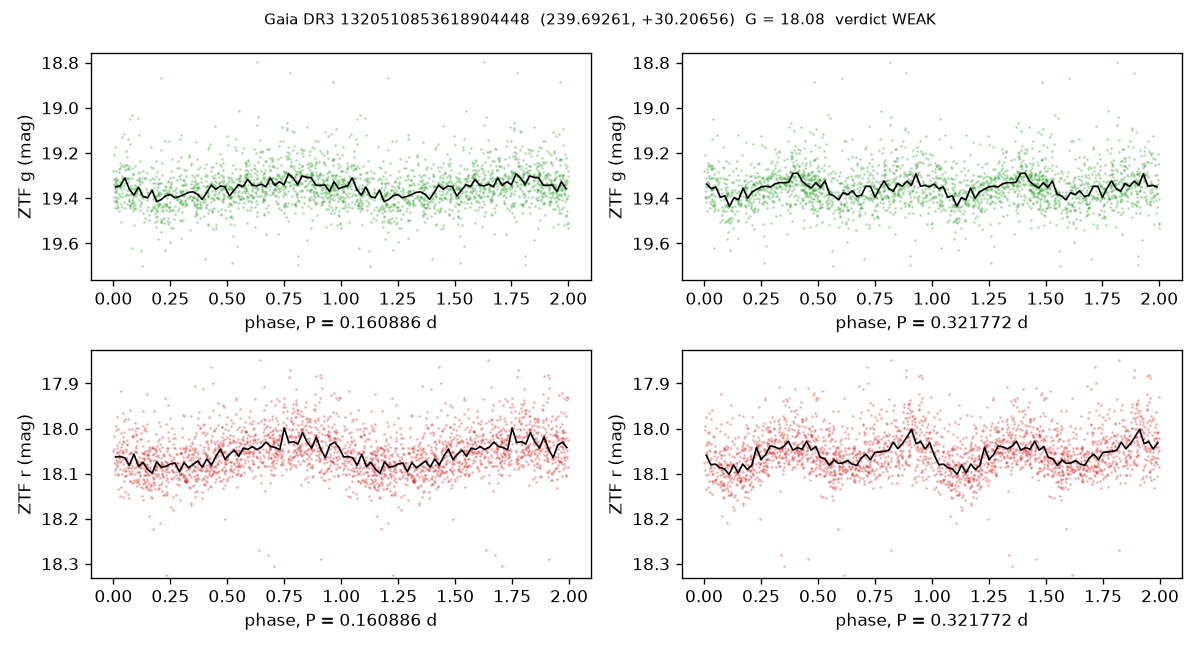 Gaia DR3 1320510853618904448  (239.69261, +30.20656)  G = 18.08  verdict WEAK
ZTF g (mag)
18.8
19.0
19.2
19.4
19.6
0.00 0.25 0.50 0.75 1.00 1.25 1.50 1.75 2.00
phase, P = 0.160886 d
ZTF g (mag)
18.8
19.0
19.2
19.4
19.6
0.00 0.25 0.50 0.75 1.00 1.25 1.50 1.75 2.00
phase, P = 0.321772 d
ZTF r (mag)
17.9
18.0
18.1
18.2
18.3
0.00 0.25 0.50 0.75 1.00 1.25 1.50 1.75 2.00
phase, P = 0.160886 d
ZTF r (mag)
17.9
18.0
18.1
18.2
18.3
0.00 0.25 0.50 0.75 1.00 1.25 1.50 1.75 2.00
phase, P = 0.321772 d